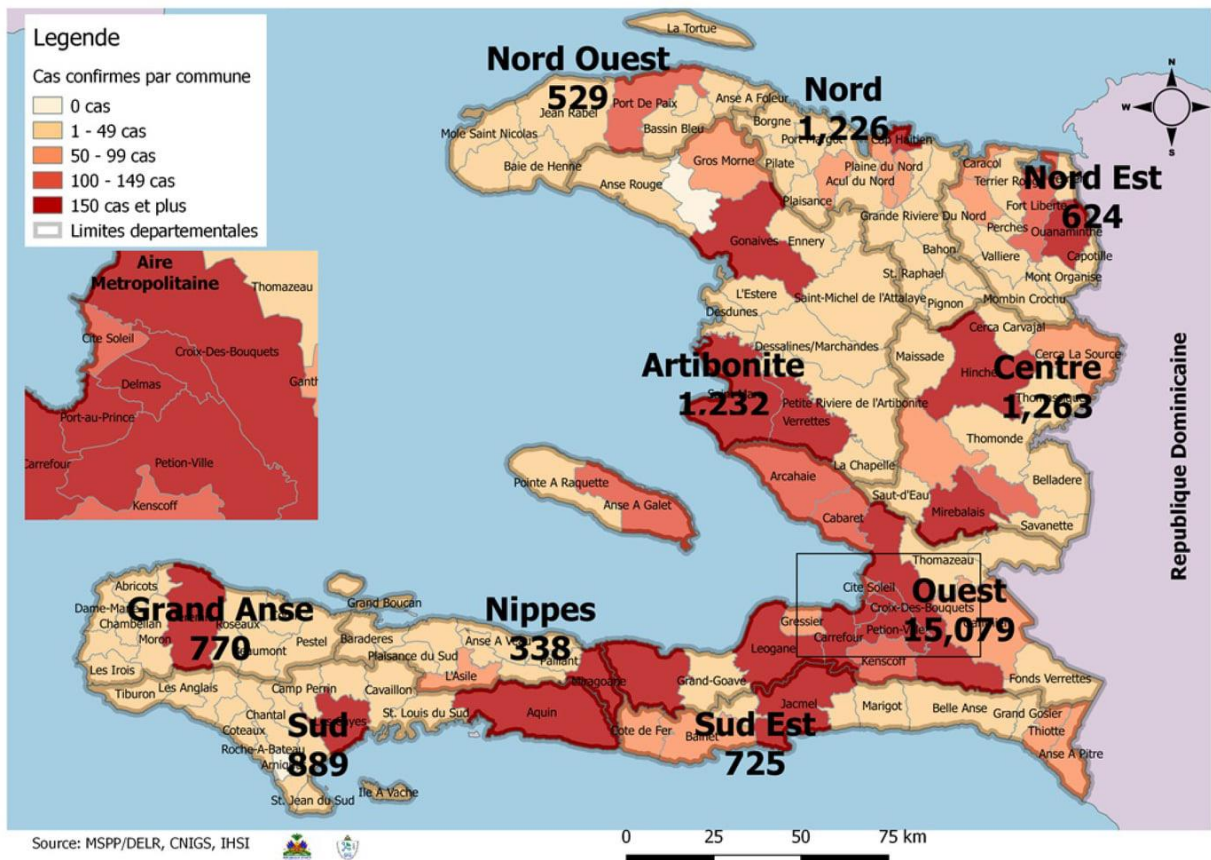 Legende
Cas confirmes par commune
0 cas
1 - 49 cas
50 - 99 cas
100 - 149 cas
150 cas et plus
Limites departementales
La Tortue
Nord Ouest
529
Port De Paix
Jean Rabel
Mole Saint Nicolas
Bassin Bleu
Baie de Henne
Anse A Foleur
Nord
1,226
Borgne
Port Margot
Cap Haitien
Pilate
Plaine du Nord
Acul du Nord
Plaisance
Grande Riviere Du Nord
Bahon
St. Raphael
Pignon
Caracol
Nord Est
624
Fort Liberte
Perches
Ouanaminthe
Valliere
Capotille
Mont Organise
Mombin Crochu
N
W
E
S
Gros Morne
Anse Rouge
Gonaives
Ennery
L'Estere
Saint-Michel de l'Attalaye
Desdunes
Dessalines/Marchandes
Artibonite
1,232
Petite Riviere de l'Artibonite
Verrettes
La Chapelle
Cerca Carvajal
Maissade
Cerca La Source
Centre
1,263
Thomonde
Belladere
Saut-d'Eau
Mirebalais
Savanette
Republique Dominicaine
Aire
Metropolitaine
Thomazeau
Cite Soleil
Croix-Des-Bouquets
Delmas
Port-au-Prince
Petion-Ville
Kenscoff
Pointe A Raquette
Anse A Galet
Arcahaie
Cabaret
Thomazeau
Cite Soleil
Ouest
Croix-Des-Bouquets
15,079
Gressier
Carrefour
Leogane
Kenscoff
Grand-Goave
Fonds Verrettes
Abricots
Grand Anse
770
Chambellan
Moron
Roseaux
Pestel
Les Irois
Grand Boucan
Nippes
338
Baraderes
Plaisance du Sud
L'Asile
Paillant
Miragoane
Tiburon
Les Anglais
Camp Perrin
Cavaillon
St. Louis du Sud
Aquin
Chantal
Coteaux
Sud
889
Roche-A-Bateau
St. Jean du Sud
Ile A Vache
Cote de Fer
Bainet
Sud Est
725
Jacmel
Marigot
Belle Anse
Grand Gosier
Thiotte
Anse A Pitre
Source: MSPP/DELR, CNIGS, IHSI
0 25 50 75 km